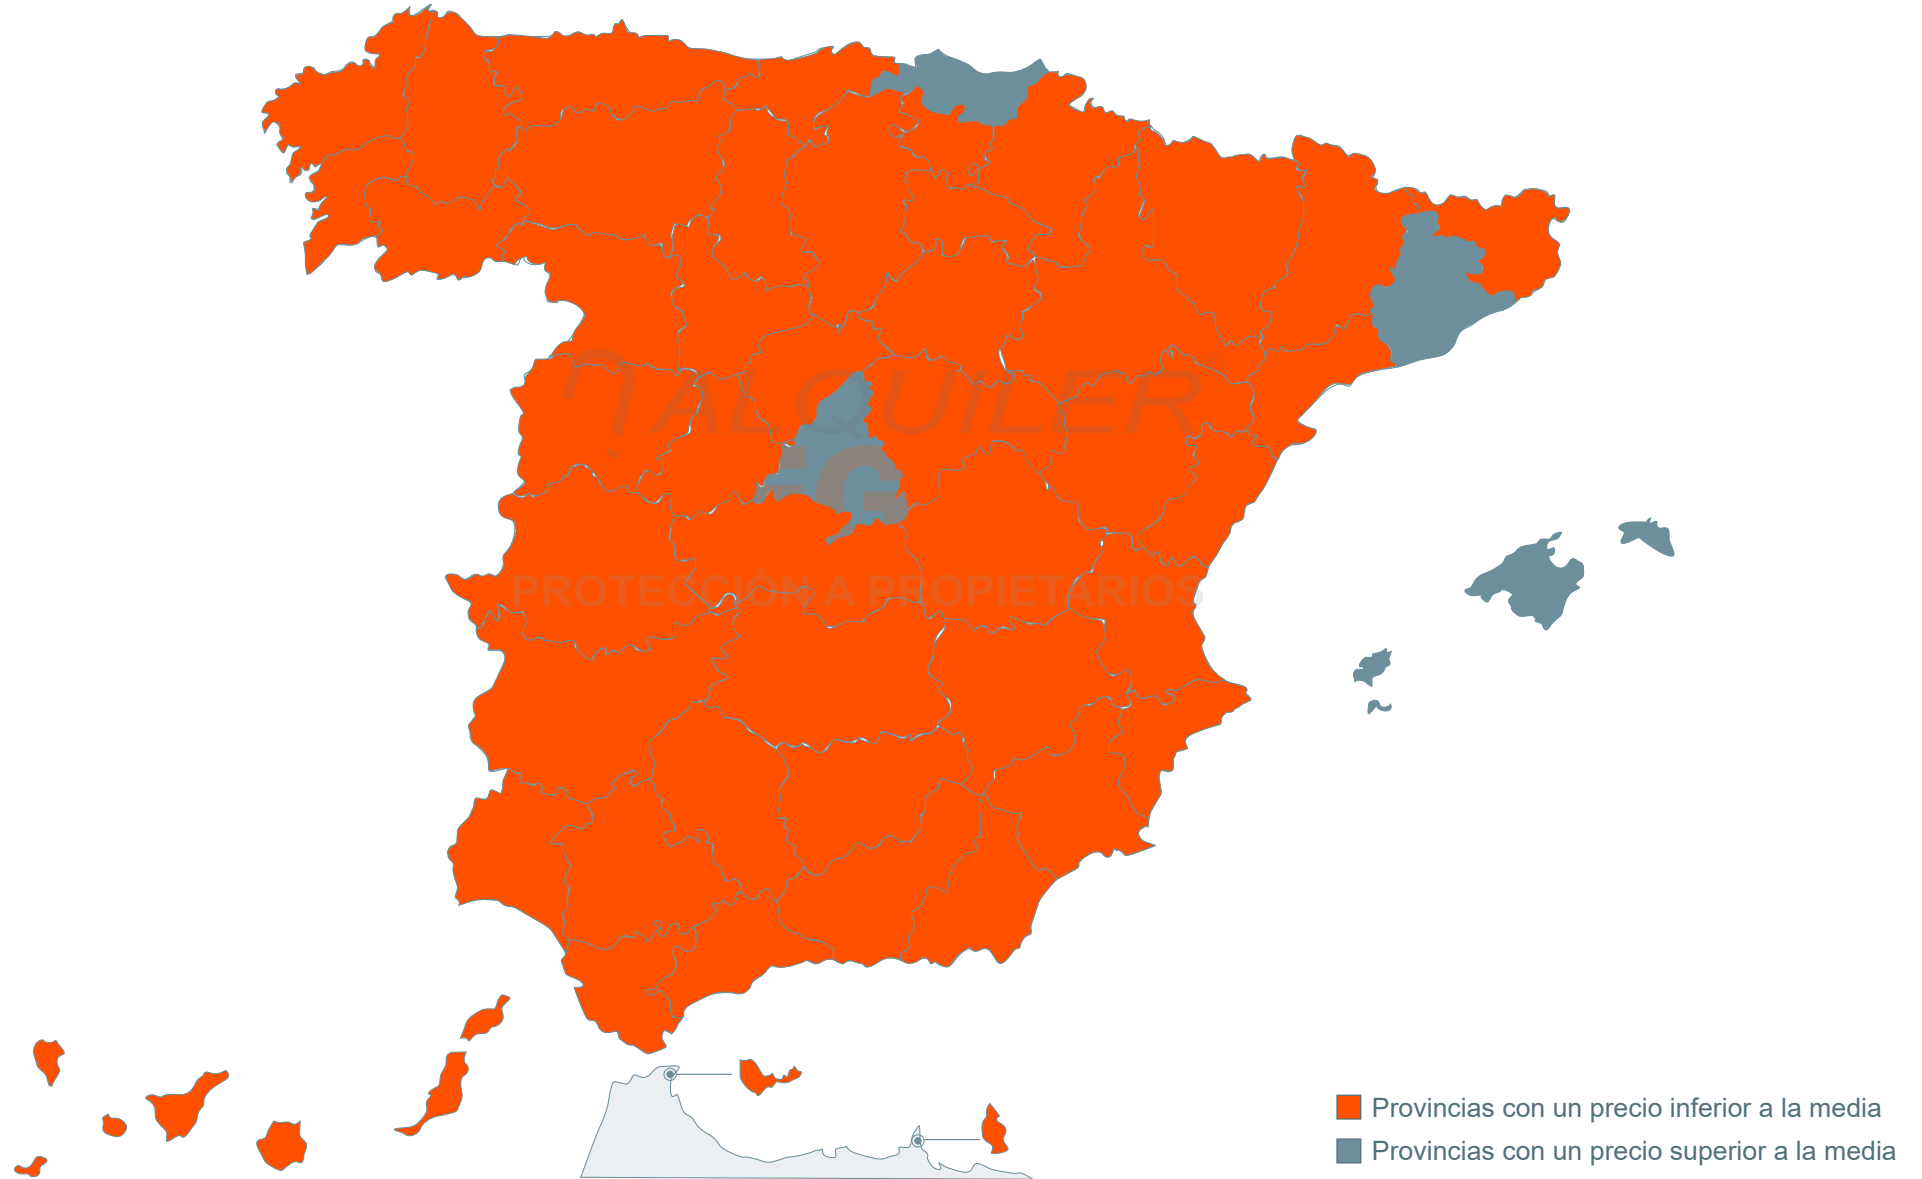 ALQUILER
PROTECCIÓN A PROPIETARIOS
Provincias con un precio inferior a la media
Provincias con un precio superior a la media